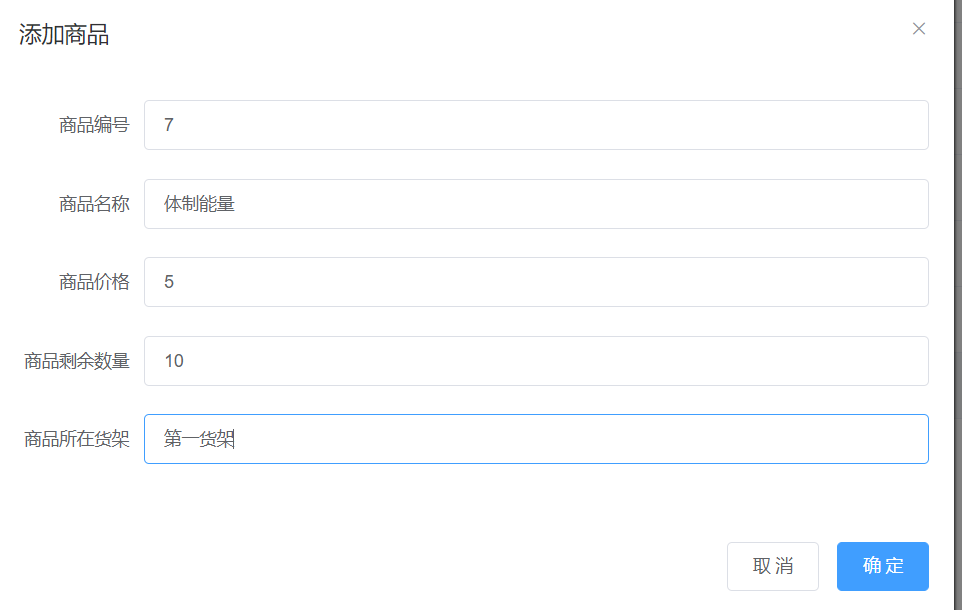 添加商品
商品编号 7
商品名称 体制能量
商品价格 5
商品剩余数量 10
商品所在货架 第一货架
取消 确定